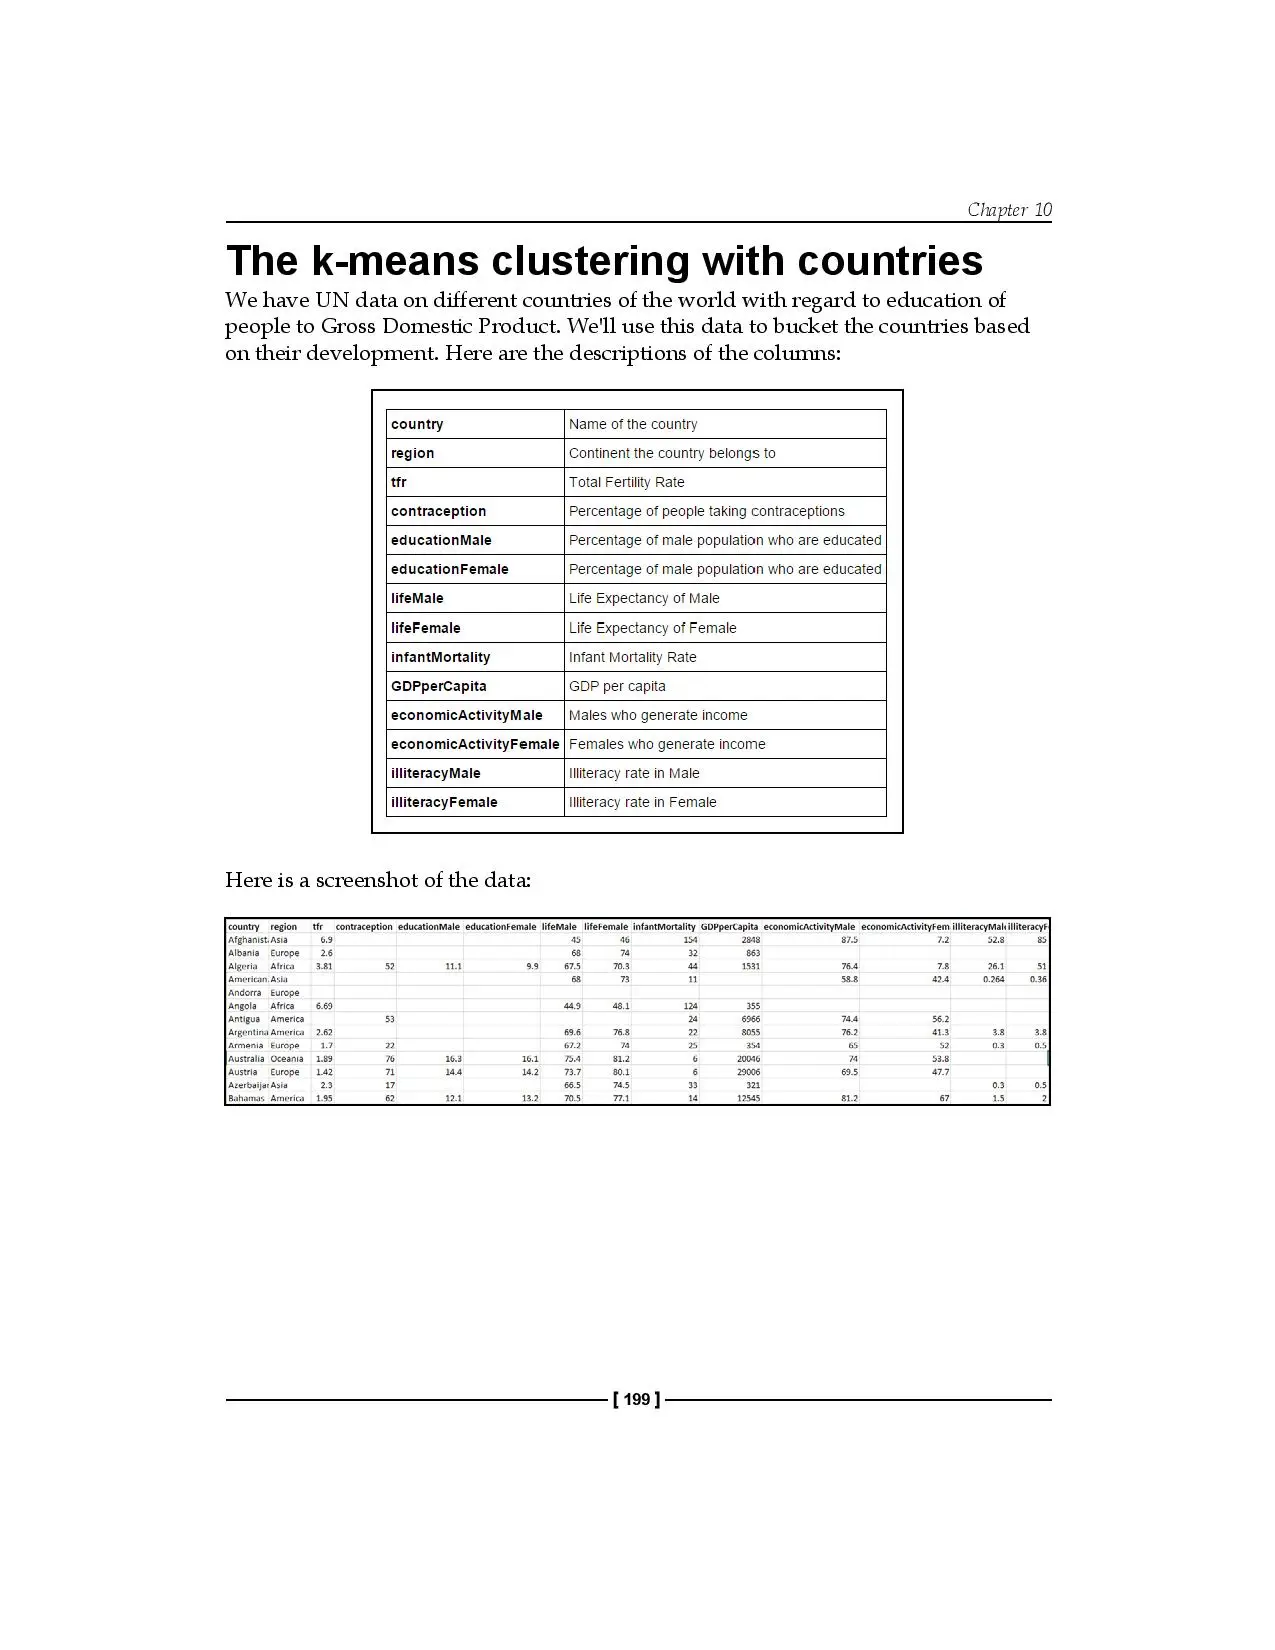 Chapter 10
The k-means clustering with countries
We have UN data on different countries of the world with regard to education of
people to Gross Domestic Product. We'll use this data to bucket the countries based
on their development. Here are the descriptions of the columns:
country Name of the country
region Continent the country belongs to
tfr Total Fertility Rate
contraception Percentage of people taking contraceptions
educationMale Percentage of male population who are educated
educationFemale Percentage of male population who are educated
lifeMale Life Expectancy of Male
lifeFemale Life Expectancy of Female
infantMortality Infant Mortality Rate
GDPperCapita GDP per capita
economicActivityMale Males who generate income
economicActivityFemale Females who generate income
illiteracyMale Illiteracy rate in Male
illiteracyFemale Illiteracy rate in Female
Here is a screenshot of the data:
country region tfr contraception educationMale educationFemale lifeMale lifeFemale infantMortality GDPperCapita economicActivityMale economicActivityFem illiteracyMal illiteracyF
Afghanist Asia 6.9 45 46 154 2848 87.5 7.2 52.8 85
Albania Europe 2.6 68 74 32 863
Algeria Africa 3.81 52 11.1 9.9 67.5 70.3 44 1531 76.4 7.8 26.1 51
American Asia 68 73 11 58.8 42.4 0.264 0.36
Andorra Europe
Angola Africa 6.69 44.9 48.1 124 355
Antigua America 53 24 6966 74.4 56.2
Argentina America 2.62 69.6 76.8 22 8055 76.2 41.3 3.8 3.8
Armenia Europe 1.7 22 67.2 74 25 354 65 52 0.3 0.5
Australia Oceania 1.89 76 16.3 16.1 75.4 81.2 6 20046 74 53.8
Austria Europe 1.42 71 14.4 14.2 73.7 80.1 6 29006 69.5 47.7
Azerbaijan Asia 2.3 17 66.5 74.5 33 321 0.3 0.5
Bahamas America 1.95 62 12.1 13.2 70.5 77.1 14 12545 81.2 67 1.5 2
[ 199 ]